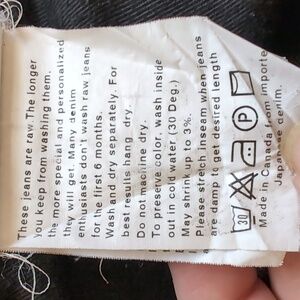 These jeans are raw. The longer
you keep from washing them,
the more special and personalized
they will get. Many denim
enthusiasts don't wash raw jeans
for the first 6 months.
Wash and dry separately. For
best results hang dry.
Do not machine dry.
To preserve color, wash inside
out in cold water (30 Deg.)
May shrink up to 3%.
Please stretch inseam when jeans
are damp to get desired length
30
P
Made in Canada from imported
Japanese denim.